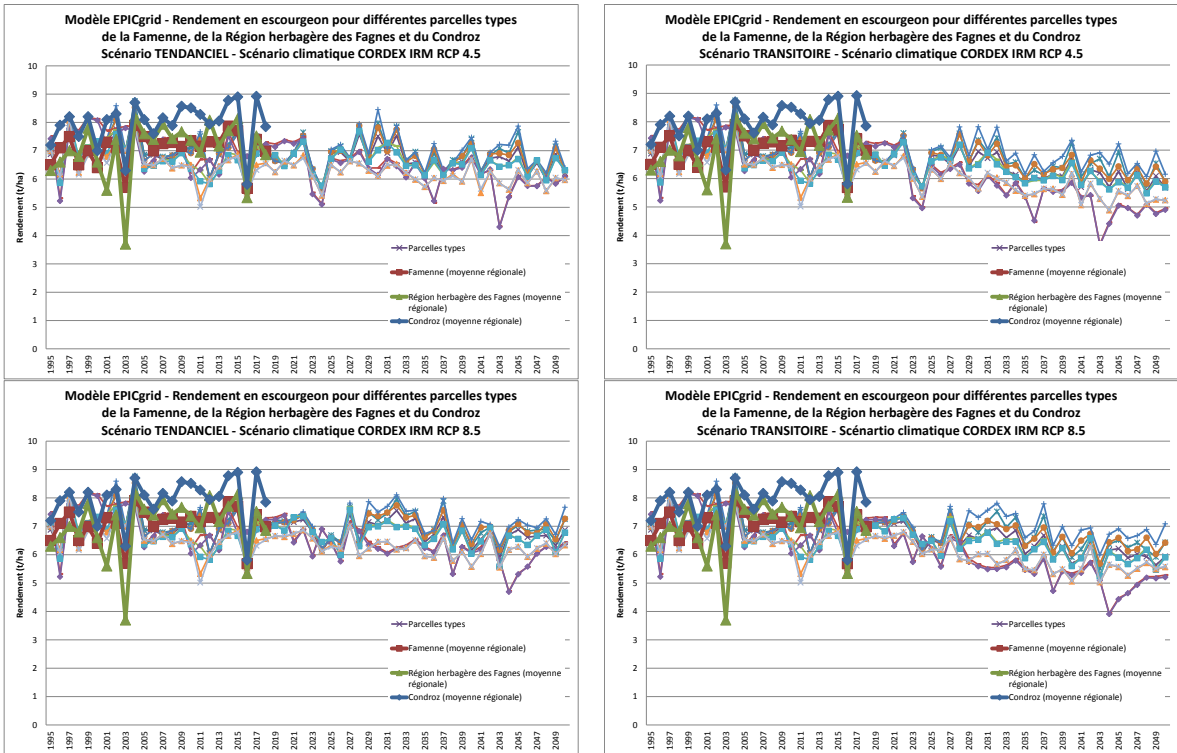 Modèle EPICgrid - Rendement en escourgeon pour différentes parcelles types
de la Famenne, de la Région herbagère des Fagnes et du Condroz
Scénario TENDANCIEL - Scénario climatique CORDEX IRM RCP 4.5
10
9
8
7
6
5
4
3
2
1
0
Rendement (t/ha)
Parcelles types
Famenne (moyenne régionale)
Région herbagère des Fagnes (moyenne
régionale)
Condroz (moyenne régionale)
1995 1997 1999 2001 2003 2005 2007 2009 2011 2013 2015 2017 2019 2021 2023 2025 2027 2029 2031 2033 2035 2037 2039 2041 2043 2045 2047 2049
Modèle EPICgrid - Rendement en escourgeon pour différentes parcelles types
de la Famenne, de la Région herbagère des Fagnes et du Condroz
Scénario TRANSITOIRE - Scénario climatique CORDEX IRM RCP 4.5
10
9
8
7
6
5
4
3
2
1
0
Rendement (t/ha)
Parcelles types
Famenne (moyenne régionale)
Région herbagère des Fagnes (moyenne
régionale)
Condroz (moyenne régionale)
1995 1997 1999 2001 2003 2005 2007 2009 2011 2013 2015 2017 2019 2021 2023 2025 2027 2029 2031 2033 2035 2037 2039 2041 2043 2045 2047 2049
Modèle EPICgrid - Rendement en escourgeon pour différentes parcelles types
de la Famenne, de la Région herbagère des Fagnes et du Condroz
Scénario TENDANCIEL - Scénario climatique CORDEX IRM RCP 8.5
10
9
8
7
6
5
4
3
2
1
0
Rendement (t/ha)
Parcelles types
Famenne (moyenne régionale)
Région herbagère des Fagnes (moyenne
régionale)
Condroz (moyenne régionale)
1995 1997 1999 2001 2003 2005 2007 2009 2011 2013 2015 2017 2019 2021 2023 2025 2027 2029 2031 2033 2035 2037 2039 2041 2043 2045 2047 2049
Modèle EPICgrid - Rendement en escourgeon pour différentes parcelles types
de la Famenne, de la Région herbagère des Fagnes et du Condroz
Scénario TRANSITOIRE - Scénartio climatique CORDEX IRM RCP 8.5
10
9
8
7
6
5
4
3
2
1
0
Rendement (t/ha)
Parcelles types
Famenne (moyenne régionale)
Région herbagère des Fagnes (moyenne
régionale)
Condroz (moyenne régionale)
1995 1997 1999 2001 2003 2005 2007 2009 2011 2013 2015 2017 2019 2021 2023 2025 2027 2029 2031 2033 2035 2037 2039 2041 2043 2045 2047 2049